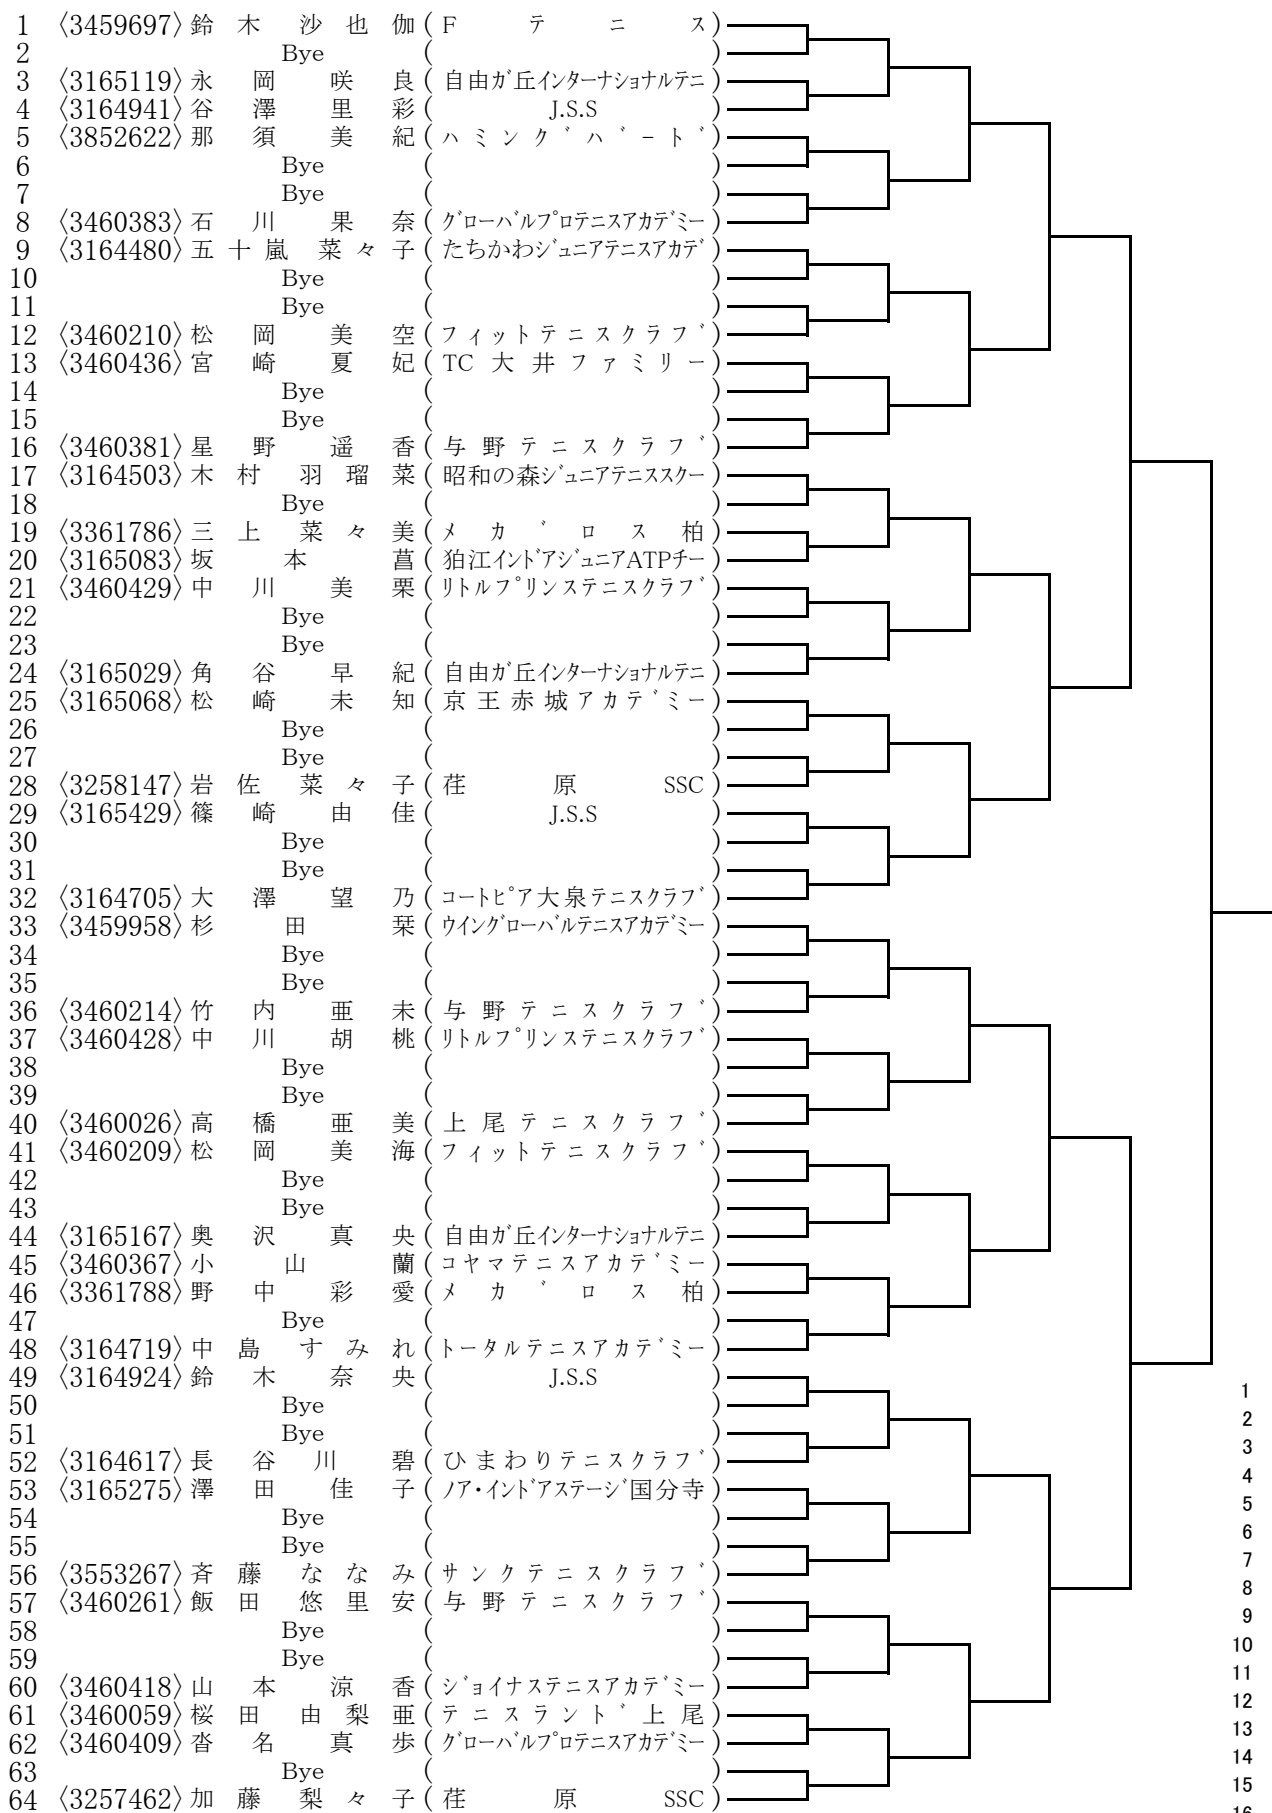 1 〈3459697〉 鈴木 沙也伽 (Fテニス)
2 Bye ( )
3 〈3165119〉 永岡 咲良 (自由が丘インターナショナルテニ)
4 〈3164941〉 谷澤 里彩 (J.S.S)
5 〈3852622〉 那須 美紀 (ハミングバード)
6 Bye ( )
7 Bye ( )
8 〈3460383〉 石川 果奈 (グローバルプロテニスアカデミー)
9 〈3164480〉 五十嵐 菜々子 (たちかわジュニアテニスアカデ)
10 Bye ( )
11 Bye ( )
12 〈3460210〉 松岡 美空 (フィットテニスクラブ)
13 〈3460436〉 宮崎 夏妃 (TC大井ファミリー)
14 Bye ( )
15 Bye ( )
16 〈3460381〉 星野 遥香 (与野テニスクラブ)
17 〈3164503〉 木村 羽瑠菜 (昭和の森ジュニアテニススクー)
18 Bye ( )
19 〈3361786〉 三上 菜々美 (メガロス柏)
20 〈3165083〉 坂本 菖 (狛江インドアジュニアATPチー)
21 〈3460429〉 中川 美栗 (リトルプリンステニスクラブ)
22 Bye ( )
23 Bye ( )
24 〈3165029〉 角谷 早紀 (自由が丘インターナショナルテニ)
25 〈3165068〉 松崎 未知 (京王赤城アカデミー)
26 Bye ( )
27 Bye ( )
28 〈3258147〉 岩佐 菜々子 (荏原SSC)
29 〈3165429〉 篠崎 由佳 (J.S.S)
30 Bye ( )
31 Bye ( )
32 〈3164705〉 大澤 望乃 (コートピア大泉テニスクラブ)
33 〈3459958〉 杉田 栞 (ウイングローバルテニスアカデミー)
34 Bye ( )
35 Bye ( )
36 〈3460214〉 竹内 亜未 (与野テニスクラブ)
37 〈3460428〉 中川 胡桃 (リトルプリンステニスクラブ)
38 Bye ( )
39 Bye ( )
40 〈3460026〉 高橋 亜美 (上尾テニスクラブ)
41 〈3460209〉 松岡 美海 (フィットテニスクラブ)
42 Bye ( )
43 Bye ( )
44 〈3165167〉 奥沢 真央 (自由が丘インターナショナルテニ)
45 〈3460367〉 小山 蘭 (コヤマテニスアカデミー)
46 〈3361788〉 野中 彩愛 (メガロス柏)
47 Bye ( )
48 〈3164719〉 中島 すみれ (トータルテニスアカデミー)
49 〈3164924〉 鈴木 奈央 (J.S.S)
50 Bye ( )
51 Bye ( )
52 〈3164617〉 長谷川 碧 (ひまわりテニスクラブ)
53 〈3165275〉 澤田 佳子 (ノア・インドアステージ国分寺)
54 Bye ( )
55 Bye ( )
56 〈3553267〉 斉藤 ななみ (サンクテニスクラブ)
57 〈3460261〉 飯田 悠里安 (与野テニスクラブ)
58 Bye ( )
59 Bye ( )
60 〈3460418〉 山本 涼香 (ジョイナステニスアカデミー)
61 〈3460059〉 桜田 由梨亜 (テニスランド上尾)
62 〈3460409〉 沓名 真歩 (グローバルプロテニスアカデミー)
63 Bye ( )
64 〈3257462〉 加藤 梨々子 (荏原SSC)
1
2
3
4
5
6
7
8
9
10
11
12
13
14
15
16